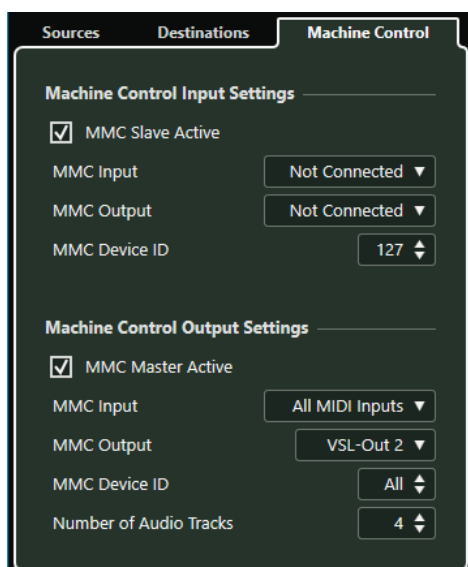 Sources Destinations Machine Control
Machine Control Input Settings
MMC Slave Active
MMC Input Not Connected
MMC Output Not Connected
MMC Device ID 127
Machine Control Output Settings
MMC Master Active
MMC Input All MIDI Inputs
MMC Output VSL-Out 2
MMC Device ID All
Number of Audio Tracks 4